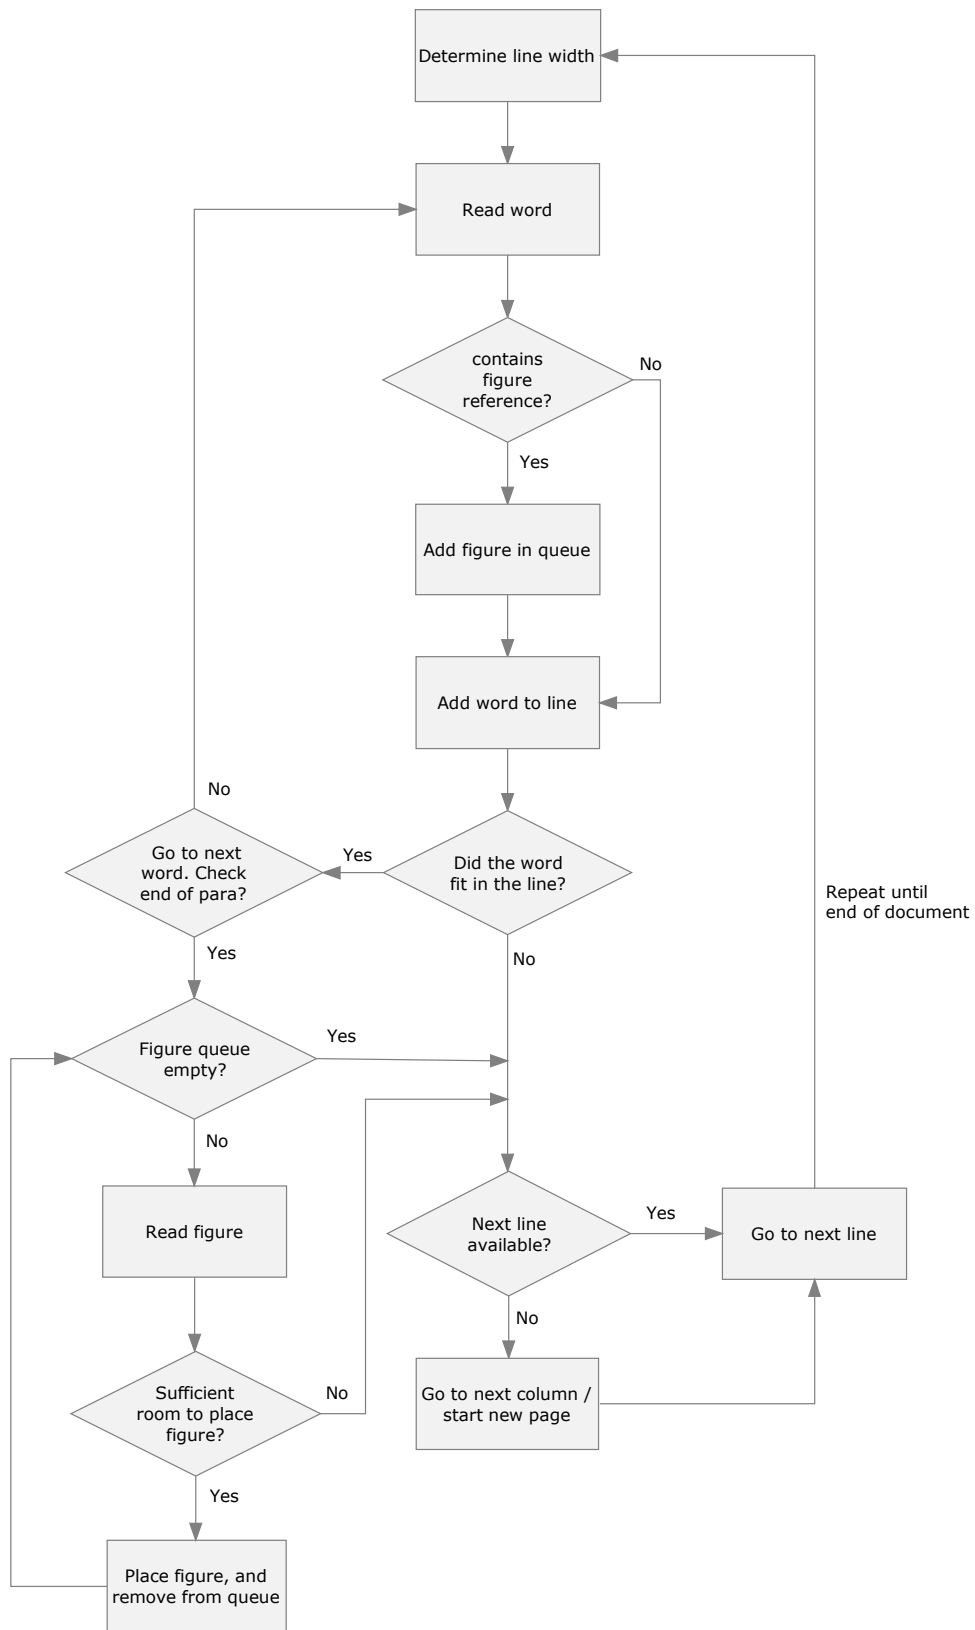 Determine line width
Read word
contains
figure
reference?
No
Yes
Add figure in queue
Add word to line
No
Go to next
word. Check
end of para?
Yes
Did the word
fit in the line?
Repeat until
end of document
Yes
No
Figure queue
empty?
Yes
No
Read figure
Next line
available?
Yes
Go to next line
No
Sufficient
room to place
figure?
No
Go to next column /
start new page
Yes
Place figure, and
remove from queue